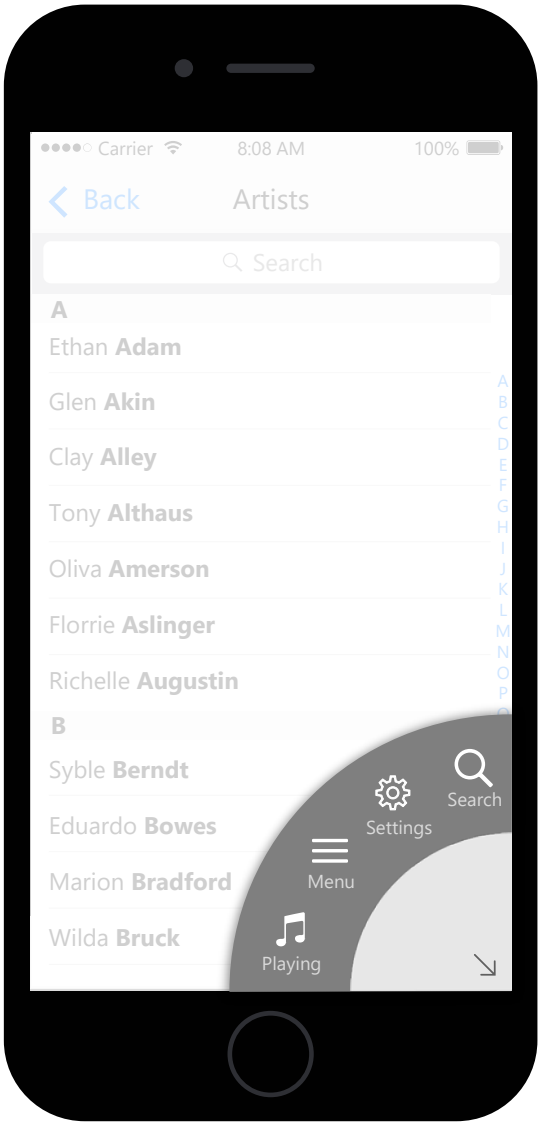 Carrier 8:08 AM 100%
Back Artists
Search
A
Ethan Adam
Glen Akin
Clay Alley
Tony Althaus
Oliva Amerson
Florrie Aslinger
Richelle Augustin
B
Syble Berndt
Eduardo Bowes
Marion Bradford
Wilda Bruck
A
B
C
D
E
F
G
H
I
J
K
L
M
N
O
P
Search
Settings
Menu
Playing